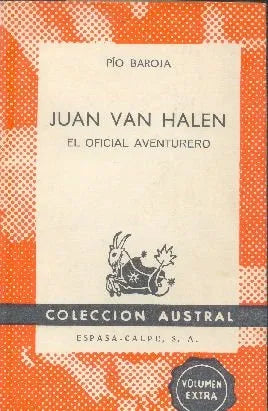 PÍO BAROJA
JUAN VAN HALEN
EL OFICIAL AVENTURERO
COLECCION AUSTRAL
ESPASA-CALPE, S. A.
VOLUMEN
EXTRA